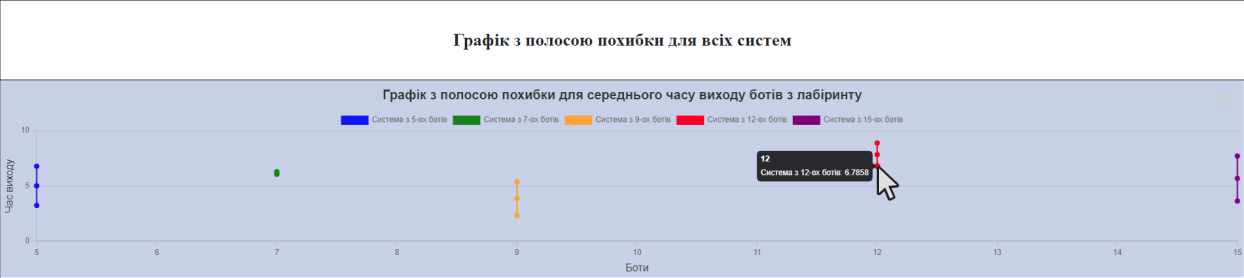 Графік з полосою похибки для всіх систем
Графік з полосою похибки для середнього часу виходу ботів з лабіринту
Система з 5-ох ботів Система з 7-ох ботів Система з 9-ох ботів Система з 12-ох ботів Система з 15-ох ботів
Час виходу
10
5
0
12
Система з 12-ох ботів: 6.7858
5 6 7 8 9 10 11 12 13 14 15
Боти